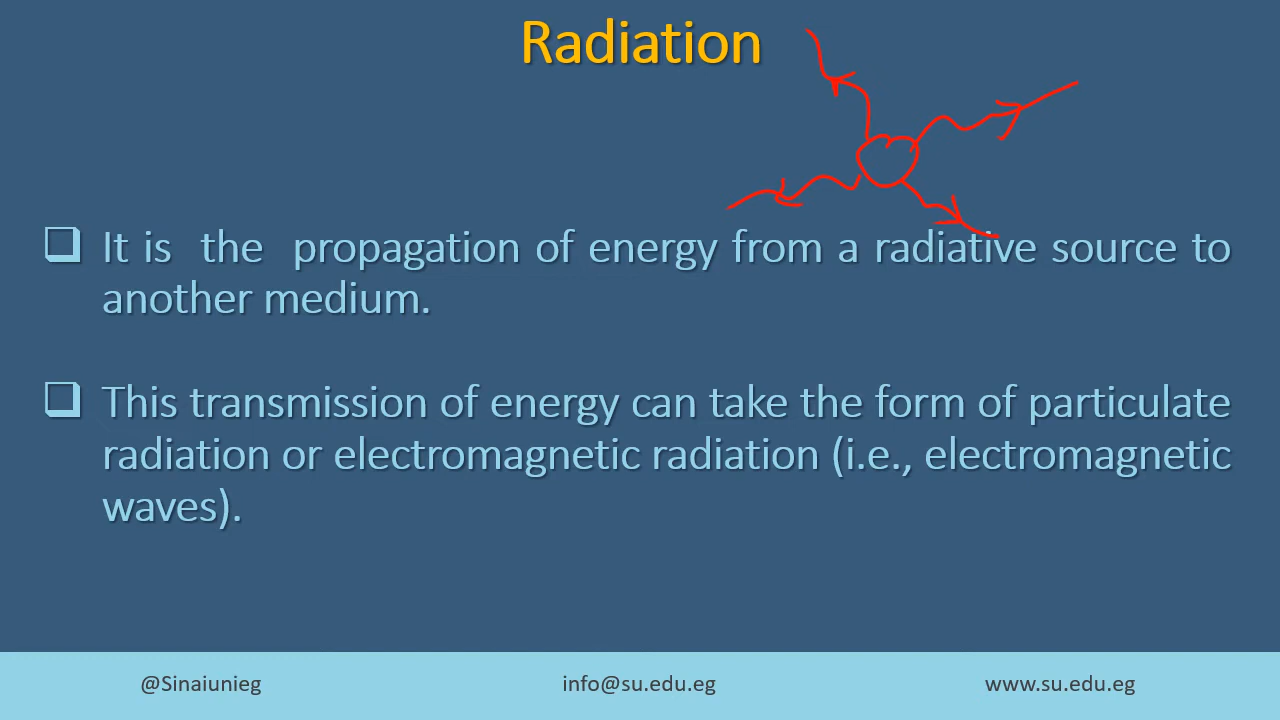 Radiation
❑ It is the propagation of energy from a radiative source to
another medium.
❑ This transmission of energy can take the form of particulate
radiation or electromagnetic radiation (i.e., electromagnetic
waves).
@Sinaiunieg info@su.edu.eg www.su.edu.eg